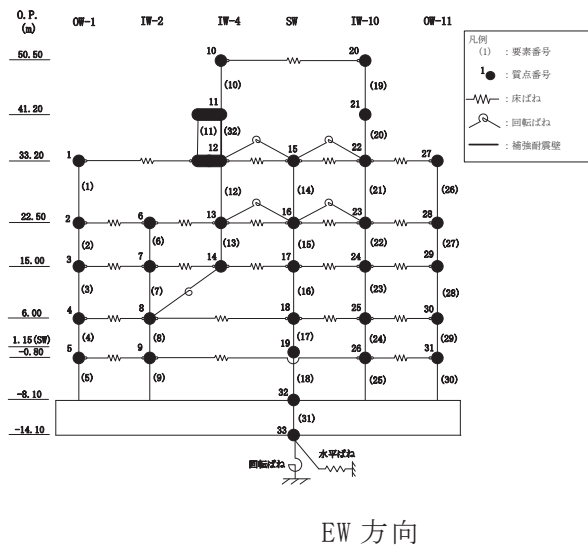 O.P.
(m)
OW-1 IW-2 IW-4 SW IW-10 OW-11
凡例
(1) : 要素番号
1 : 質点番号
: 床ばね
: 回転ばね
: 補強耐震壁
50.50 10 20
(10) (19)
41.20 11 21
(11) (32) (20)
33.20 1 12 15 22 27
(1) (12) (14) (21) (26)
22.50 2 6 13 16 23 28
(2) (6) (13) (15) (22) (27)
15.00 3 7 14 17 24 29
(3) (7) (16) (23) (28)
6.00 4 8 18 25 30
(4) (8) (17) (24) (29)
1.15(SW) 19
-0.80 5 9 26 31
(5) (9) (18) (25) (30)
-8.10 32
(31)
-14.10 33
回転ばね 水平ばね
EW 方向